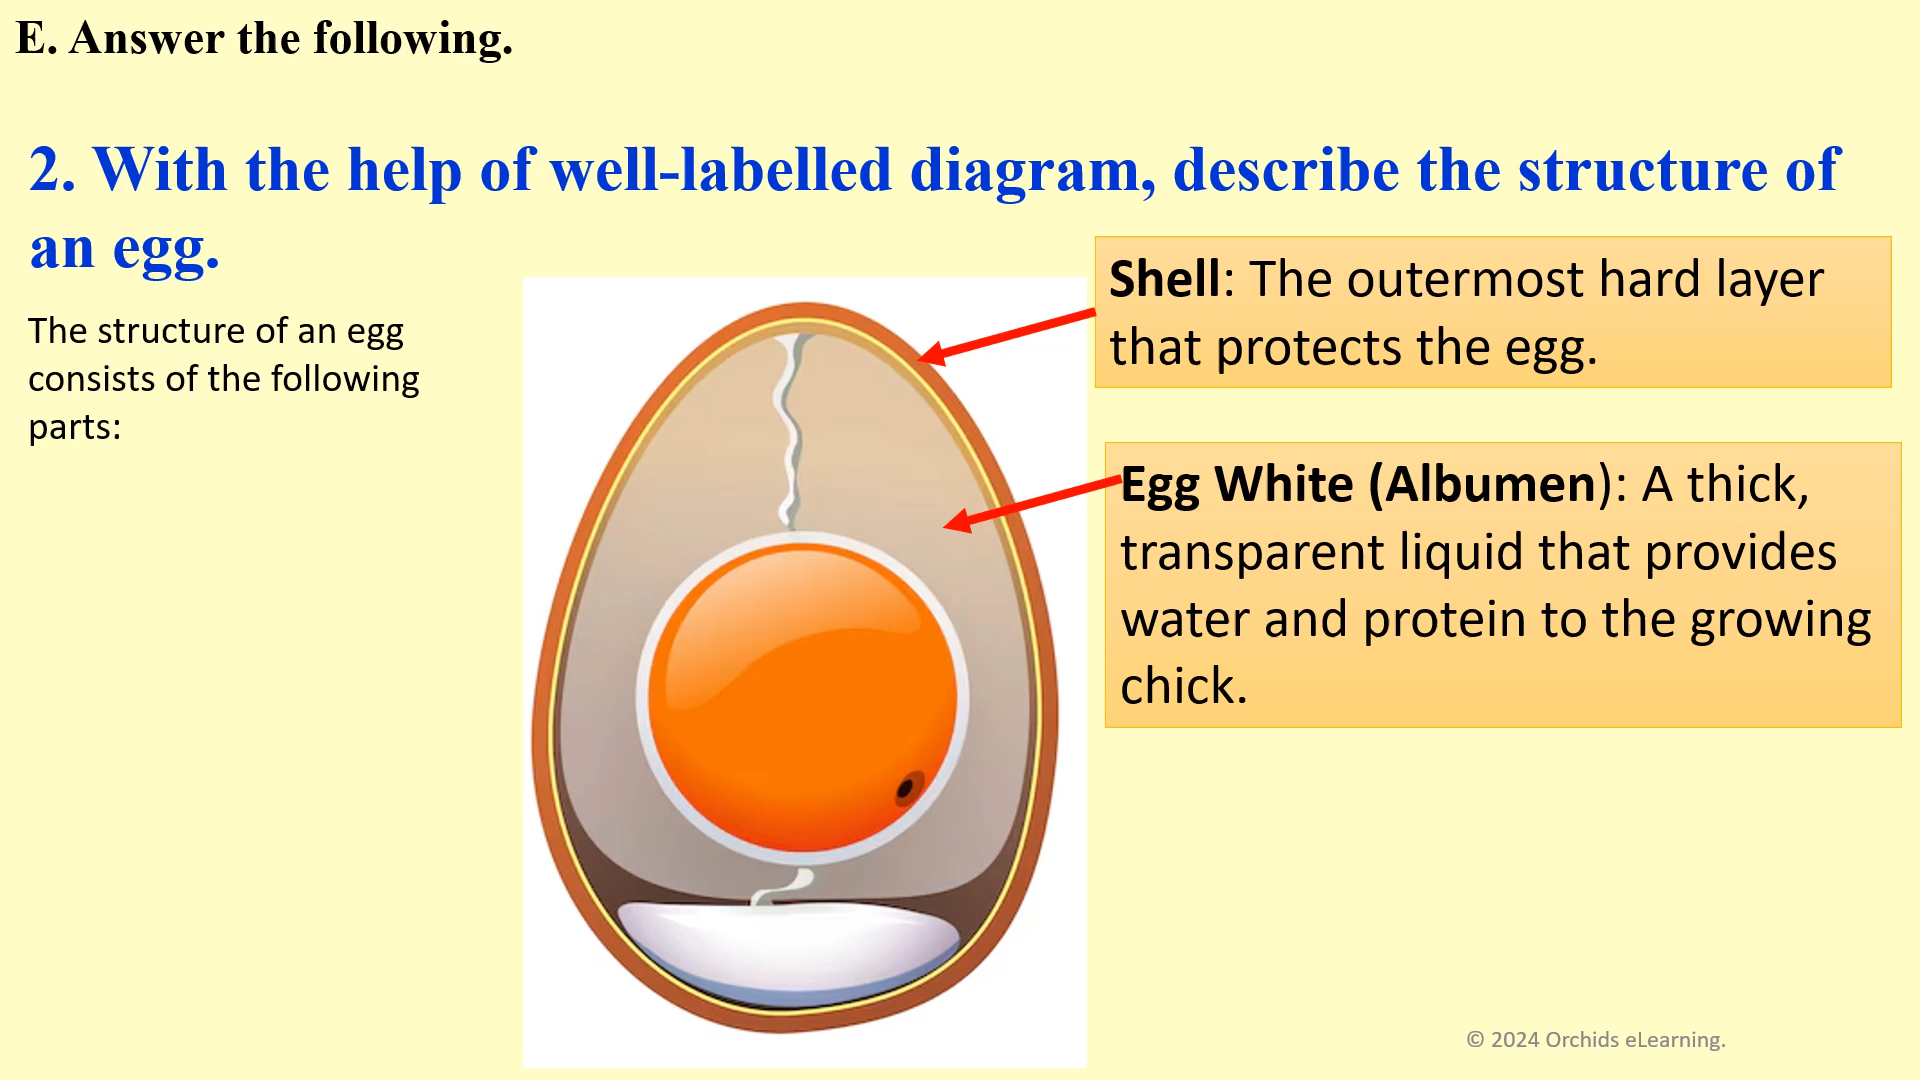 E. Answer the following.
2. With the help of well-labelled diagram, describe the structure of
an egg.
The structure of an egg
consists of the following
parts:
Shell: The outermost hard layer
that protects the egg.
Egg White (Albumen): A thick,
transparent liquid that provides
water and protein to the growing
chick.
© 2024 Orchids eLearning.